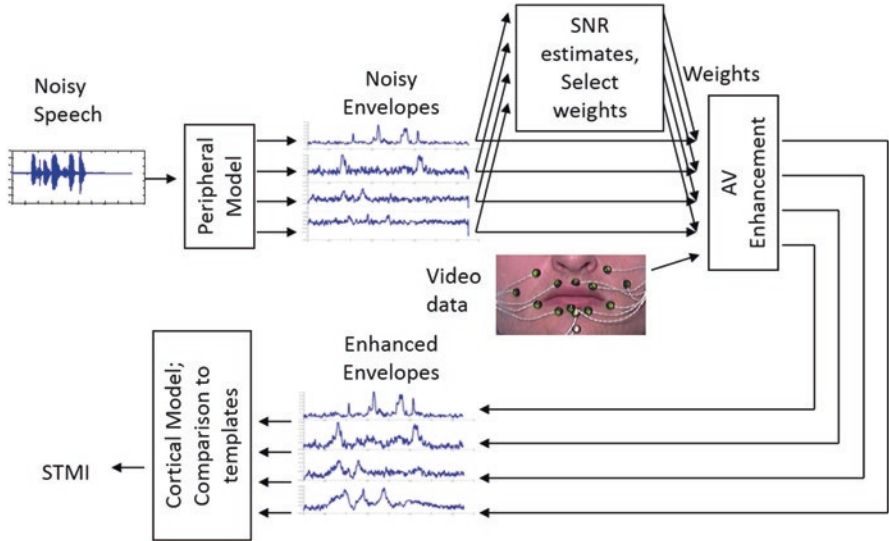 Noisy
Speech
Peripheral
Model
Noisy
Envelopes
SNR
estimates,
Select
weights
Weights
AV
Enhancement
Video
data
Enhanced
Envelopes
Cortical Model;
Comparison to
templates
STMI